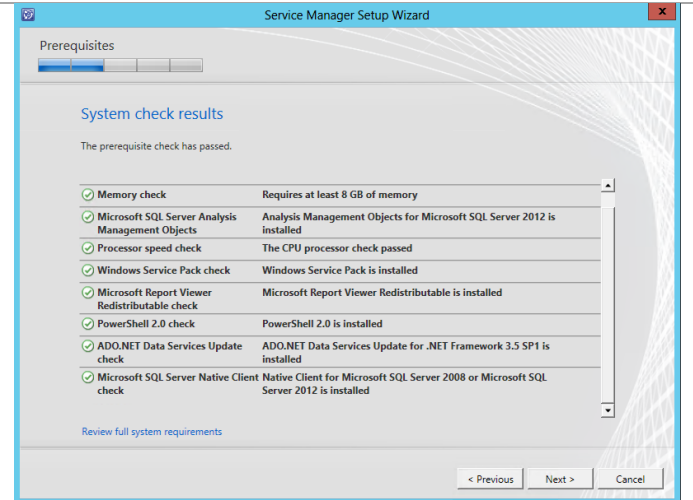 Service Manager Setup Wizard
x
Prerequisites
System check results
The prerequisite check has passed.
Memory check Requires at least 8 GB of memory
Microsoft SQL Server Analysis Analysis Management Objects for Microsoft SQL Server 2012 is
Management Objects installed
Processor speed check The CPU processor check passed
Windows Service Pack check Windows Service Pack is installed
Microsoft Report Viewer Microsoft Report Viewer Redistributable is installed
Redistributable check
PowerShell 2.0 check PowerShell 2.0 is installed
ADO.NET Data Services Update ADO.NET Data Services Update for .NET Framework 3.5 SP1 is
check installed
Microsoft SQL Server Native Client Native Client for Microsoft SQL Server 2008 or Microsoft SQL
check Server 2012 is installed
Review full system requirements
< Previous Next > Cancel